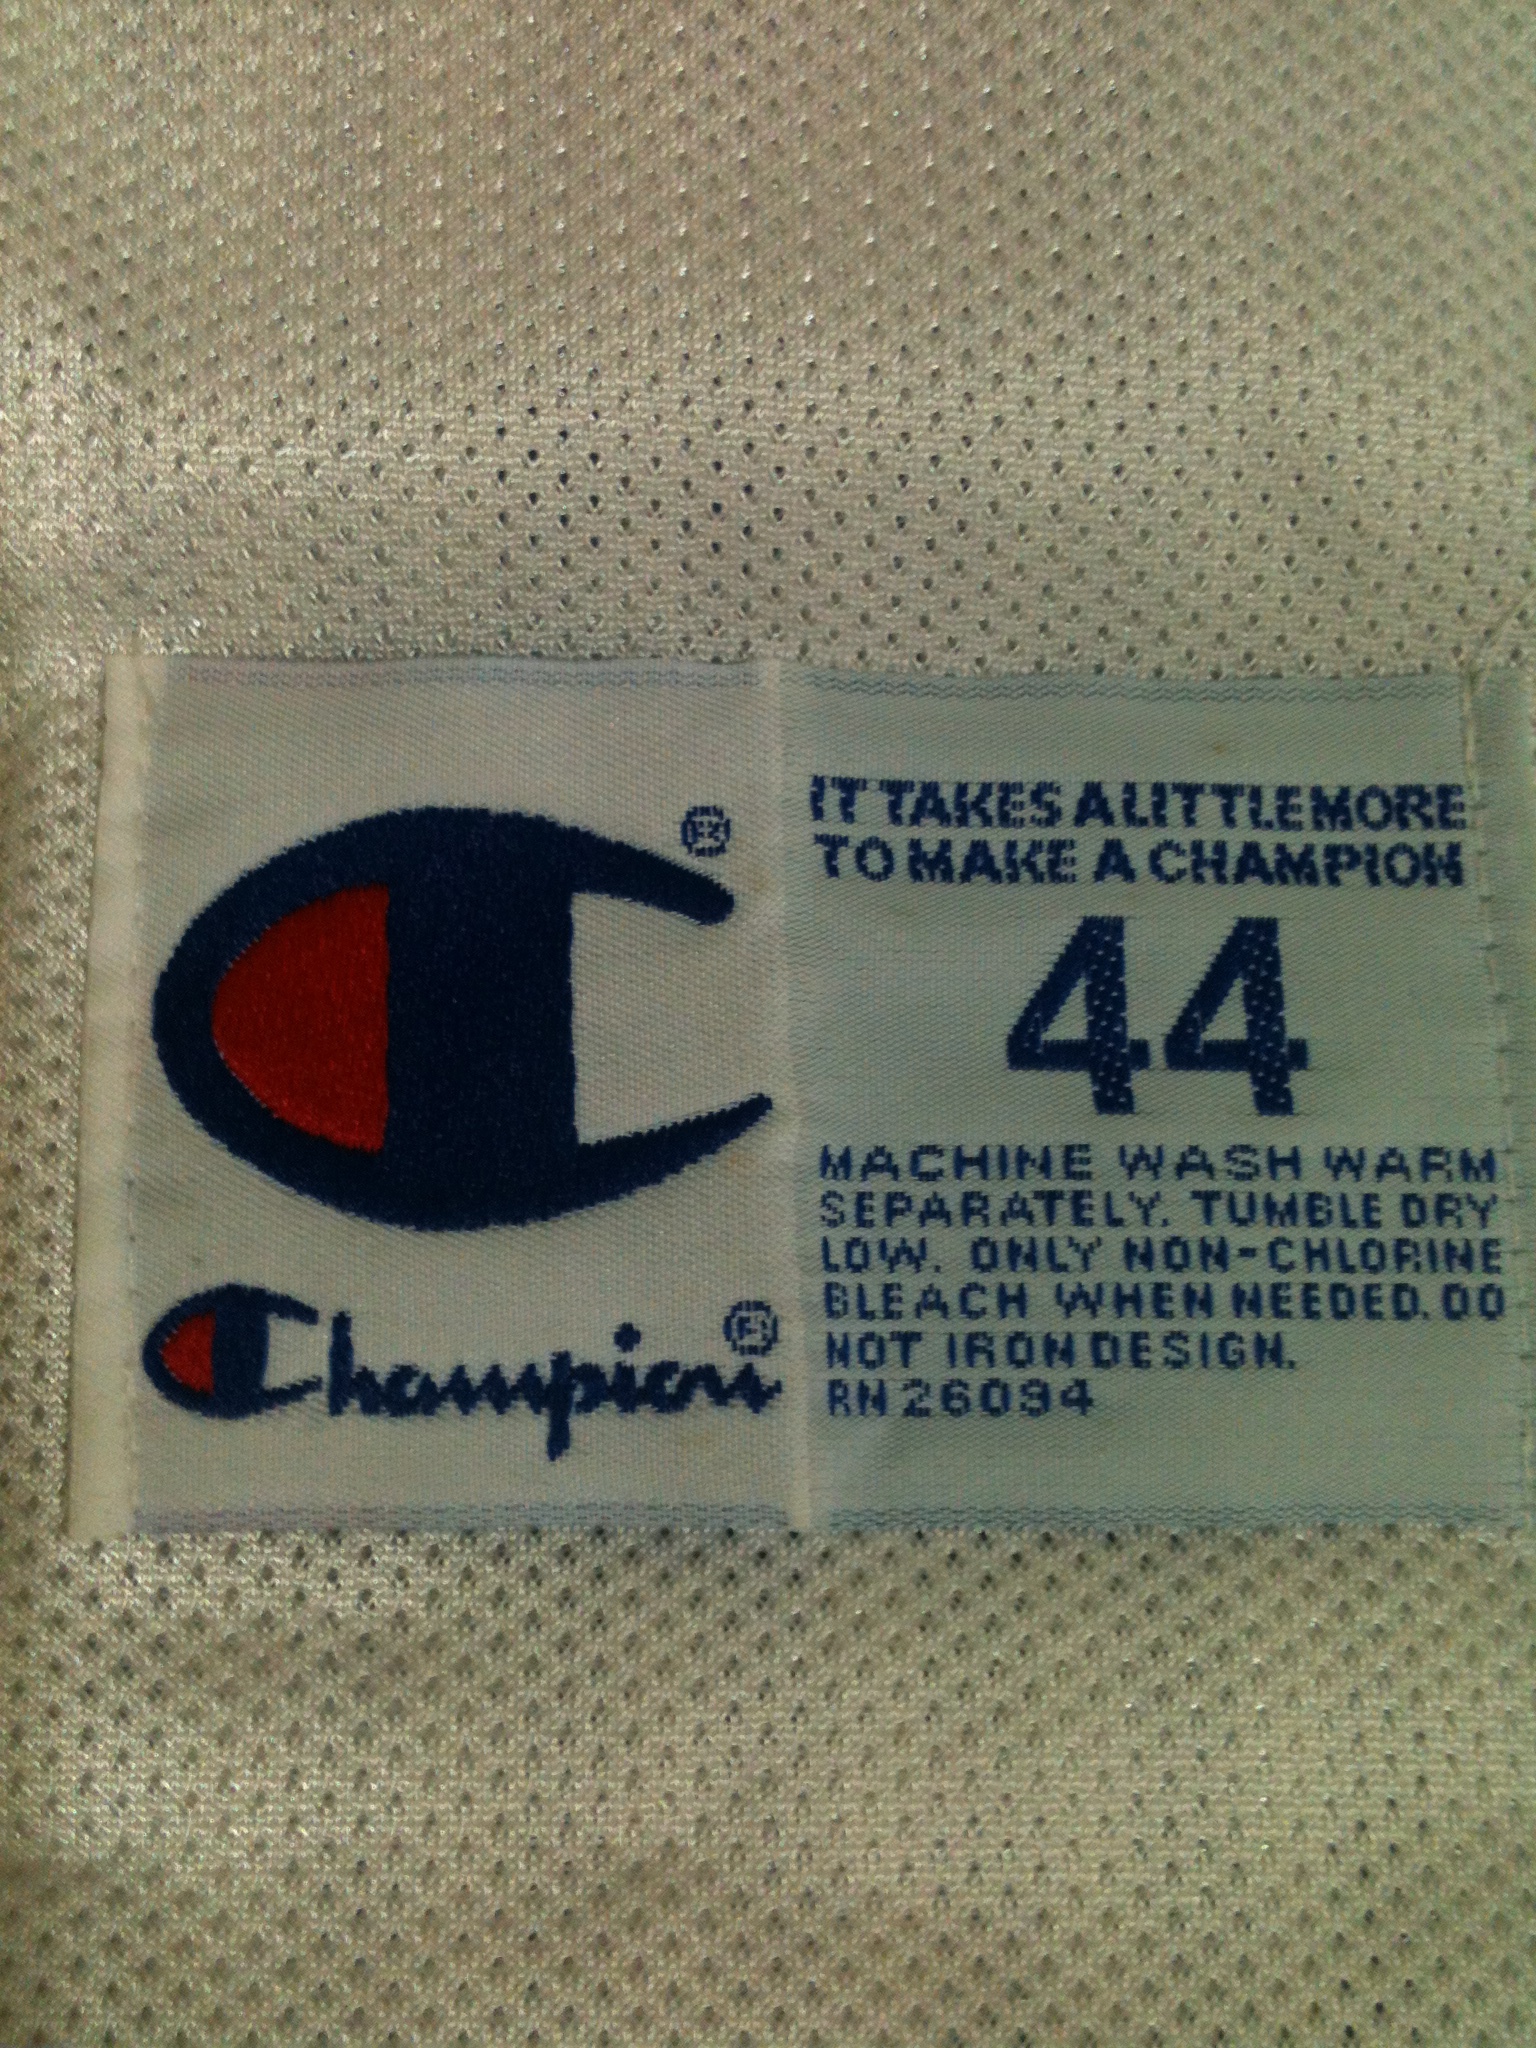 ®
Champion®
IT TAKES A LITTLE MORE
TO MAKE A CHAMPION
44
MACHINE WASH WARM
SEPARATELY. TUMBLE DRY
LOW. ONLY NON-CHLORINE
BLEACH WHEN NEEDED. DO
NOT IRON DESIGN.
RN 26094